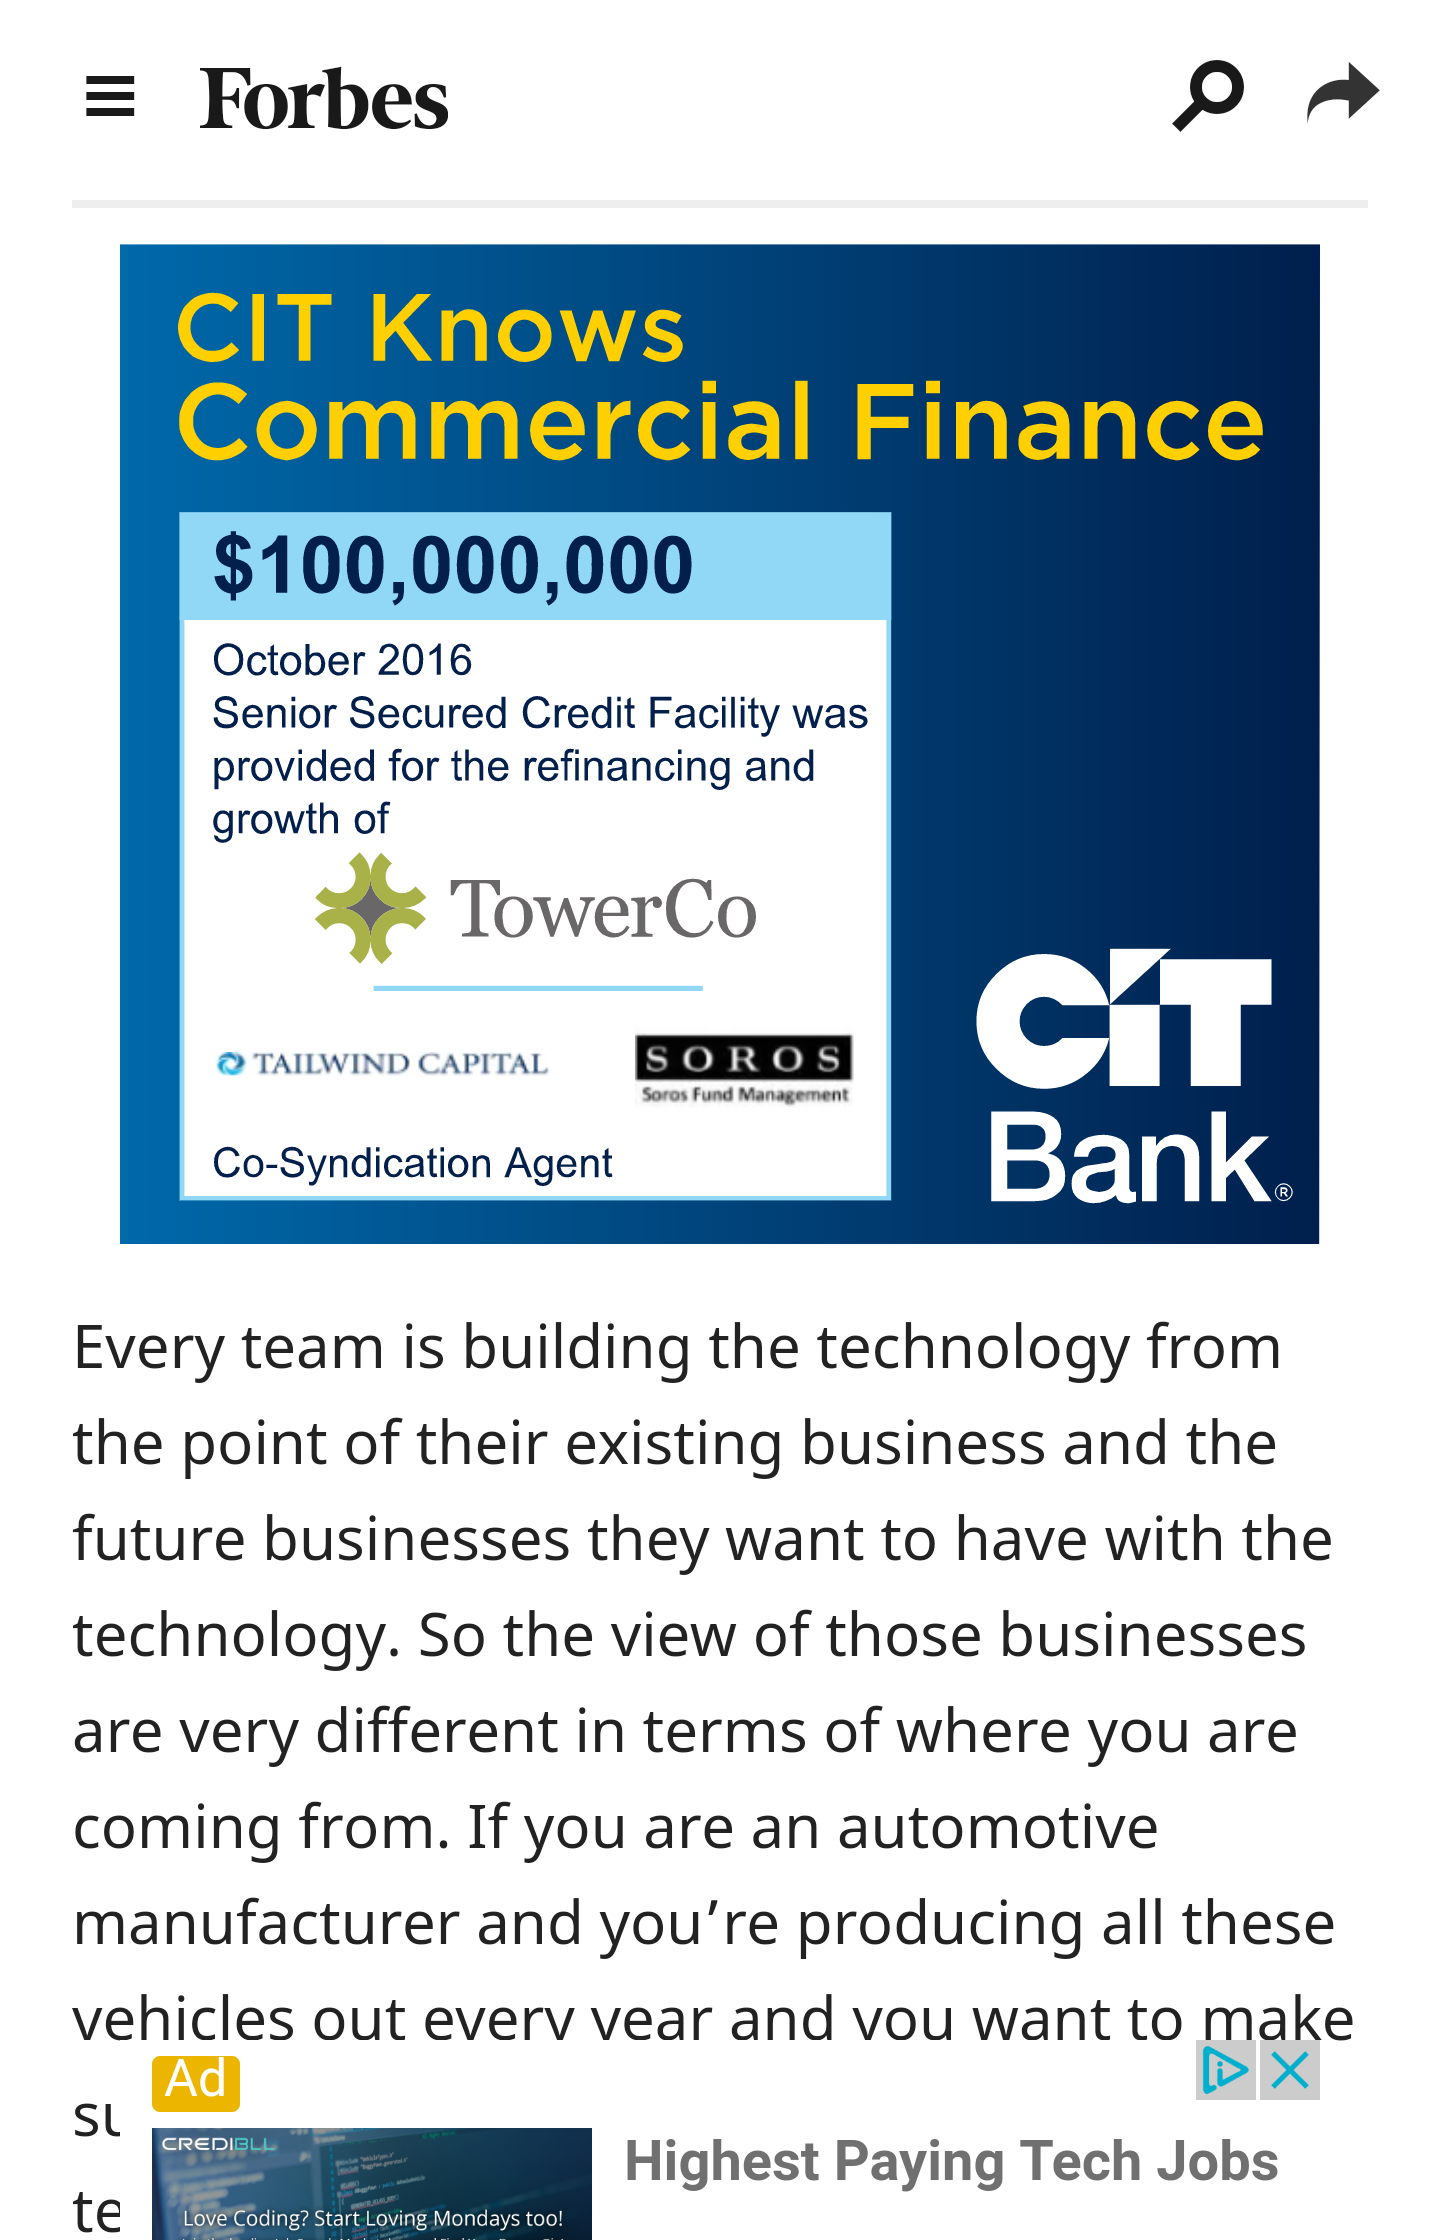 Forbes
CIT Knows
Commercial Finance
$100,000,000
October 2016
Senior Secured Credit Facility was
provided for the refinancing and
growth of
TowerCo
TAILWIND CAPITAL
SOROS
Soros Fund Management
Co-Syndication Agent
CIT
Bank®
Every team is building the technology from
the point of their existing business and the
future businesses they want to have with the
technology. So the view of those businesses
are very different in terms of where you are
coming from. If you are an automotive
manufacturer and you’re producing all these
vehicles out every year and you want to make
Ad
su
CREDIBLL
Highest Paying Tech Jobs
te
Love Coding? Start Loving Mondays too!